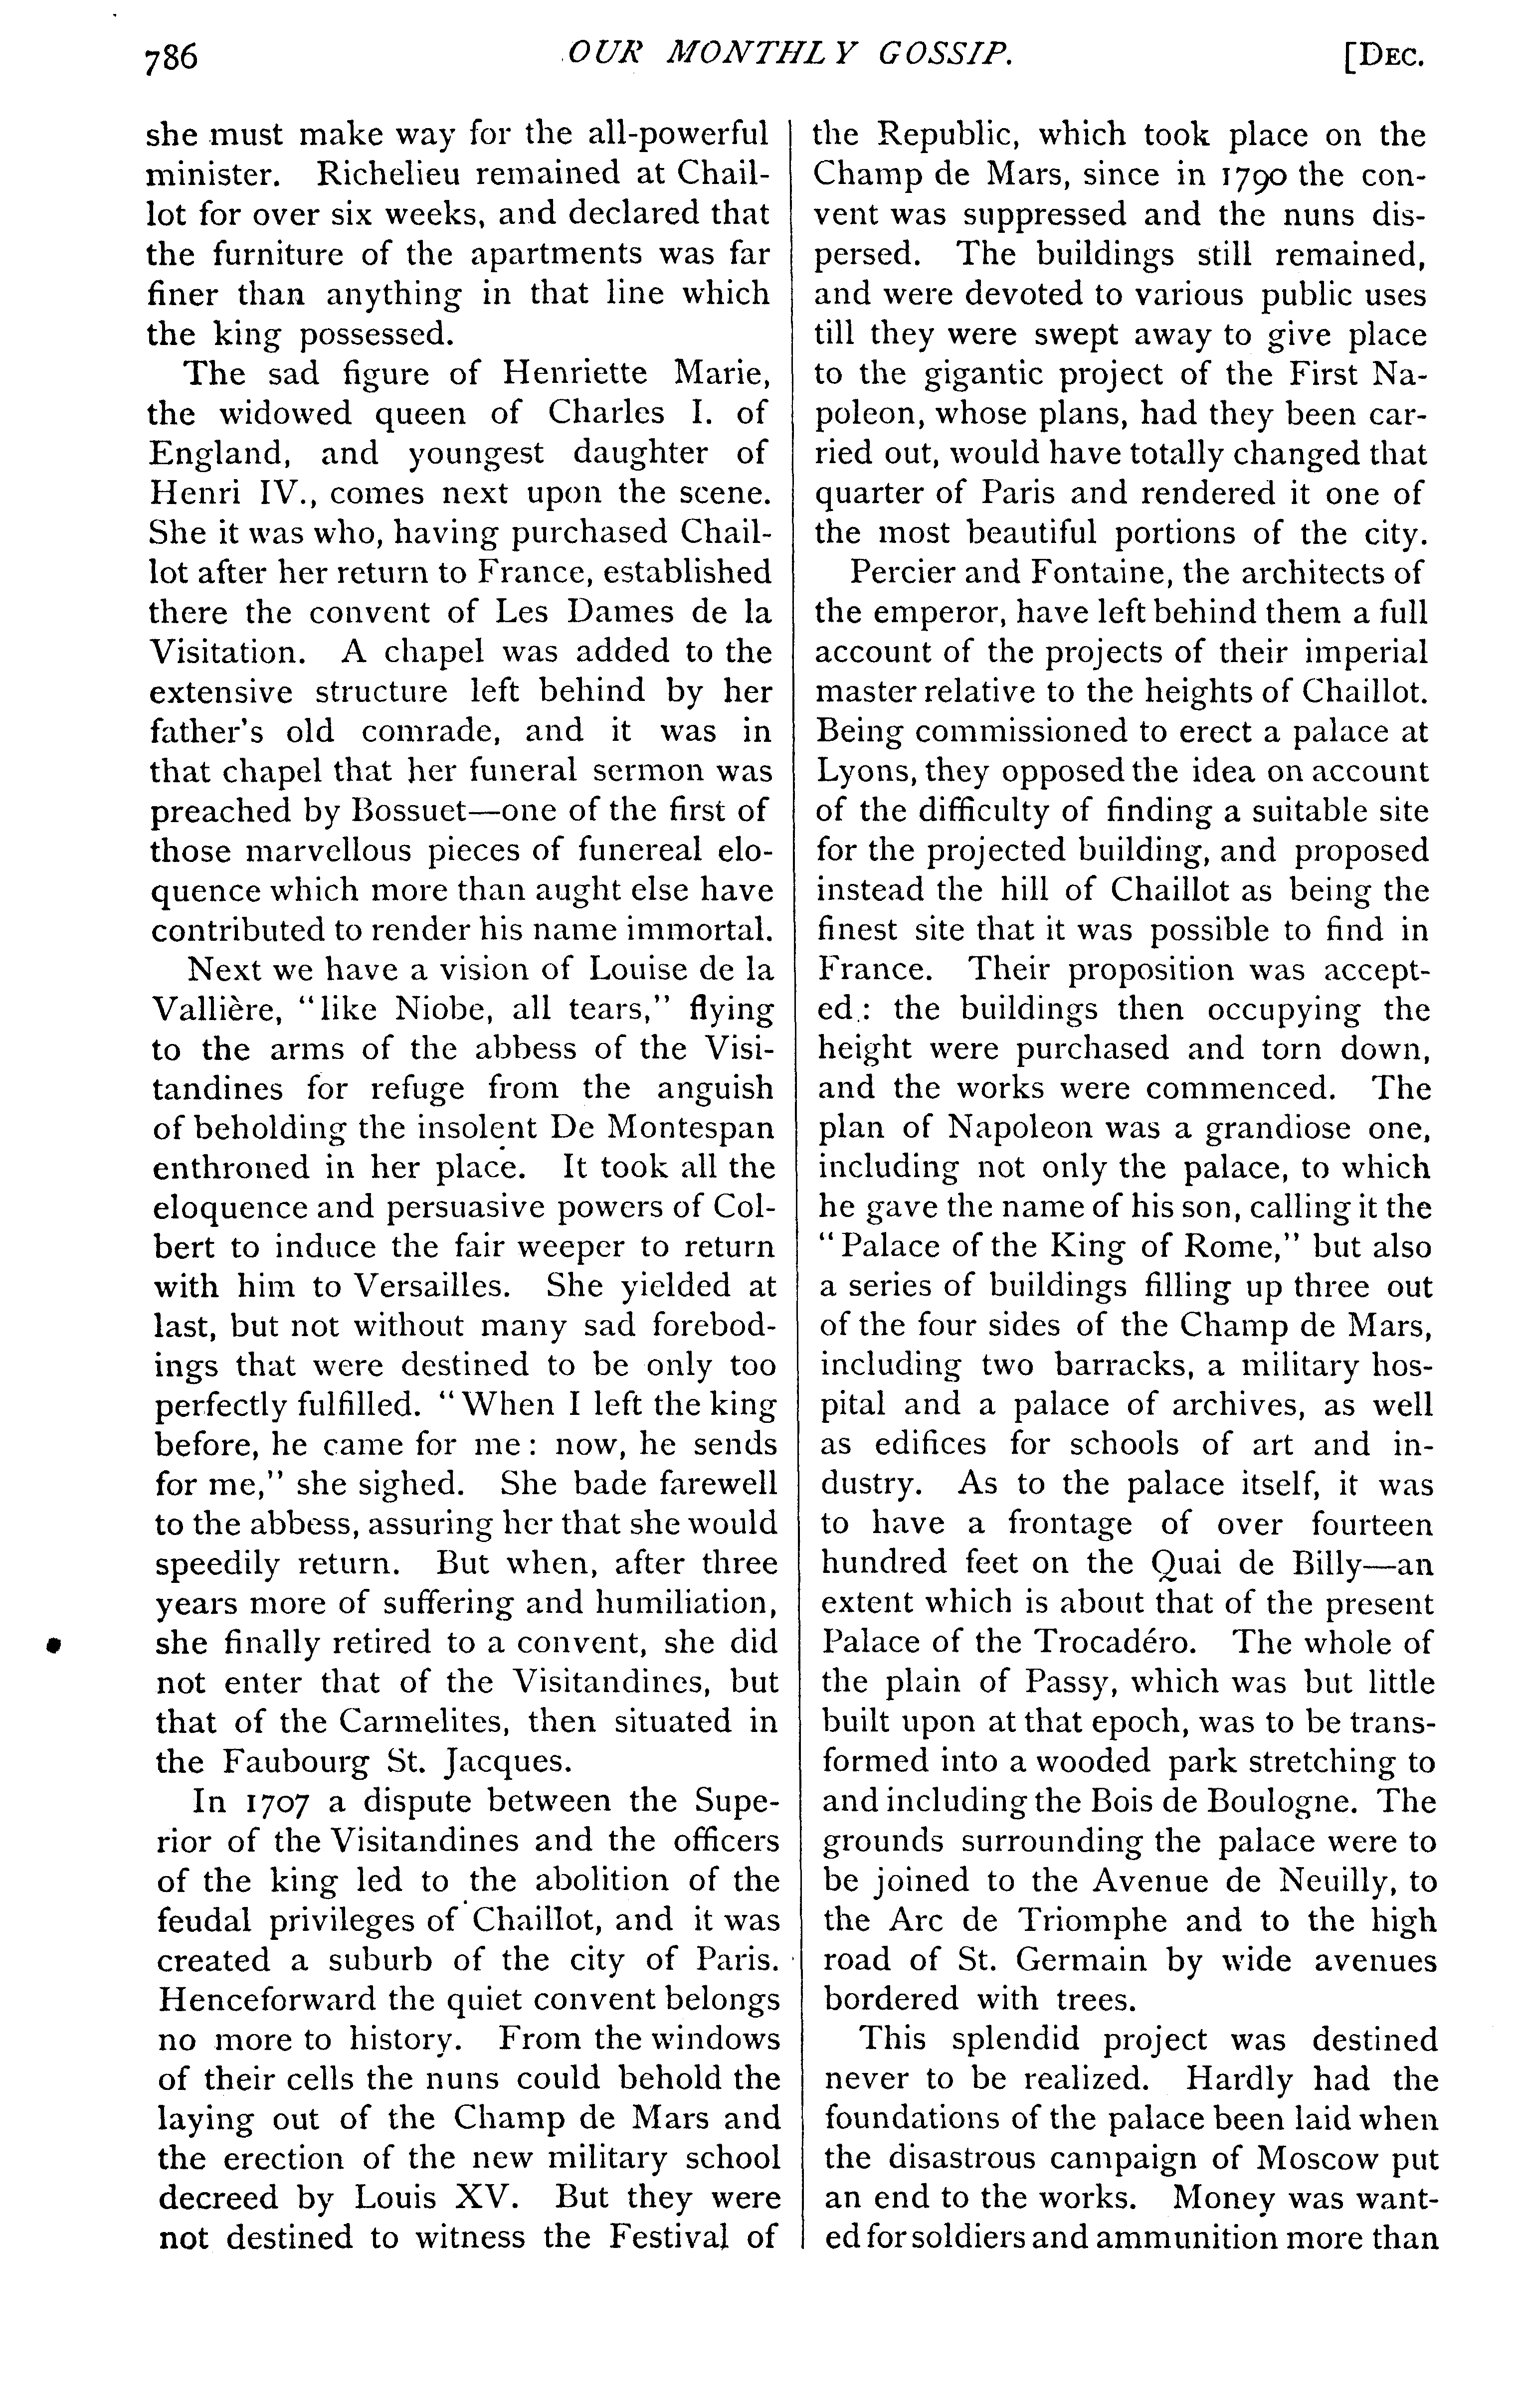 786
OUR MONTHLY GOSSIP.
[DEC.
she must make way for the all-powerful
minister. Richelieu remained at Chail-
lot for over six weeks, and declared that
the furniture of the apartments was far
finer than anything in that line which
the king possessed.
The sad figure of Henriette Marie,
the widowed queen of Charles I. of
England, and youngest daughter of
Henri IV., comes next upon the scene.
She it was who, having purchased Chail-
lot after her return to France, established
there the convent of Les Dames de la
Visitation. A chapel was added to the
extensive structure left behind by her
father's old comrade, and it was in
that chapel that her funeral sermon was
preached by Bossuet—one of the first of
those marvellous pieces of funereal elo-
quence which more than aught else have
contributed to render his name immortal.
Next we have a vision of Louise de la
Vallière, "like Niobe, all tears," flying
to the arms of the abbess of the Visi-
tandines for refuge from the anguish
of beholding the insolent De Montespan
enthroned in her place. It took all the
eloquence and persuasive powers of Col-
bert to induce the fair weeper to return
with him to Versailles. She yielded at
last, but not without many sad forebod-
ings that were destined to be only too
perfectly fulfilled. "When I left the king
before, he came for me: now, he sends
for me," she sighed. She bade farewell
to the abbess, assuring her that she would
speedily return. But when, after three
years more of suffering and humiliation,
she finally retired to a convent, she did
not enter that of the Visitandines, but
that of the Carmelites, then situated in
the Faubourg St. Jacques.
In 1707 a dispute between the Supe-
rior of the Visitandines and the officers
of the king led to the abolition of the
feudal privileges of Chaillot, and it was
created a suburb of the city of Paris.
Henceforward the quiet convent belongs
no more to history. From the windows
of their cells the nuns could behold the
laying out of the Champ de Mars and
the erection of the new military school
decreed by Louis XV. But they were
not destined to witness the Festival of
the Republic, which took place on the
Champ de Mars, since in 1790 the con-
vent was suppressed and the nuns dis-
persed. The buildings still remained,
and were devoted to various public uses
till they were swept away to give place
to the gigantic project of the First Na-
poleon, whose plans, had they been car-
ried out, would have totally changed that
quarter of Paris and rendered it one of
the most beautiful portions of the city.
Percier and Fontaine, the architects of
the emperor, have left behind them a full
account of the projects of their imperial
master relative to the heights of Chaillot.
Being commissioned to erect a palace at
Lyons, they opposed the idea on account
of the difficulty of finding a suitable site
for the projected building, and proposed
instead the hill of Chaillot as being the
finest site that it was possible to find in
France. Their proposition was accept-
ed: the buildings then occupying the
height were purchased and torn down,
and the works were commenced. The
plan of Napoleon was a grandiose one,
including not only the palace, to which
he gave the name of his son, calling it the
"Palace of the King of Rome," but also
a series of buildings filling up three out
of the four sides of the Champ de Mars,
including two barracks, a military hos-
pital and a palace of archives, as well
as edifices for schools of art and in-
dustry. As to the palace itself, it was
to have a frontage of over fourteen
hundred feet on the Quai de Billy—an
extent which is about that of the present
Palace of the Trocadéro. The whole of
the plain of Passy, which was but little
built upon at that epoch, was to be trans-
formed into a wooded park stretching to
and including the Bois de Boulogne. The
grounds surrounding the palace were to
be joined to the Avenue de Neuilly, to
the Arc de Triomphe and to the high
road of St. Germain by wide avenues
bordered with trees.
This splendid project was destined
never to be realized. Hardly had the
foundations of the palace been laid when
the disastrous campaign of Moscow put
an end to the works. Money was want-
ed for soldiers and ammunition more than